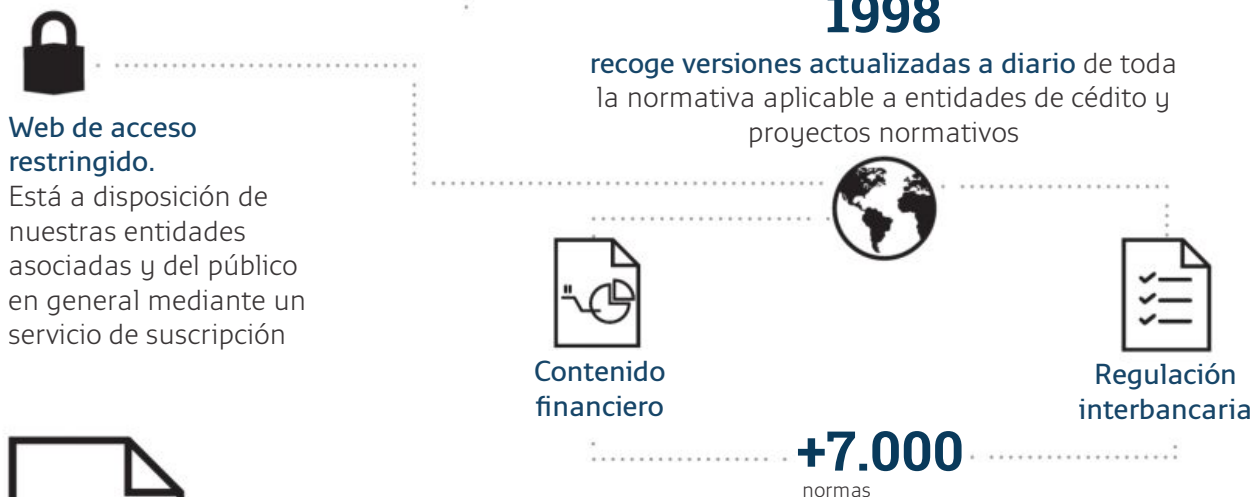 1998
recoge versiones actualizadas a diario de toda
la normativa aplicable a entidades de cédito y
proyectos normativos
Web de acceso
restringido.
Está a disposición de
nuestras entidades
asociadas y del público
en general mediante un
servicio de suscripción
Contenido
financiero
Regulación
interbancaria
+7.000
normas